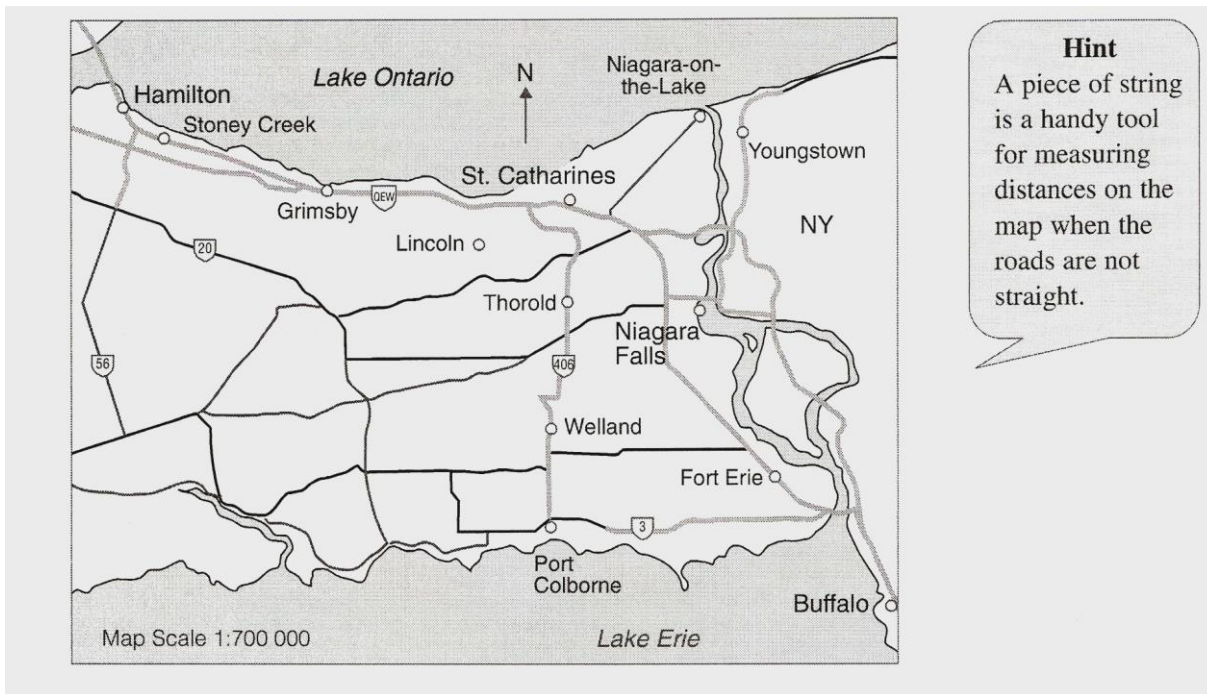 Lake Ontario
N
Niagara-on-
the-Lake
Hamilton
Stoney Creek
Youngstown
St. Catharines
QEW
Grimsby
NY
Lincoln
20
Thorold
Niagara
Falls
56
406
Welland
Fort Erie
3
Port
Colborne
Buffalo
Map Scale 1:700 000
Lake Erie
Hint
A piece of string
is a handy tool
for measuring
distances on the
map when the
roads are not
straight.